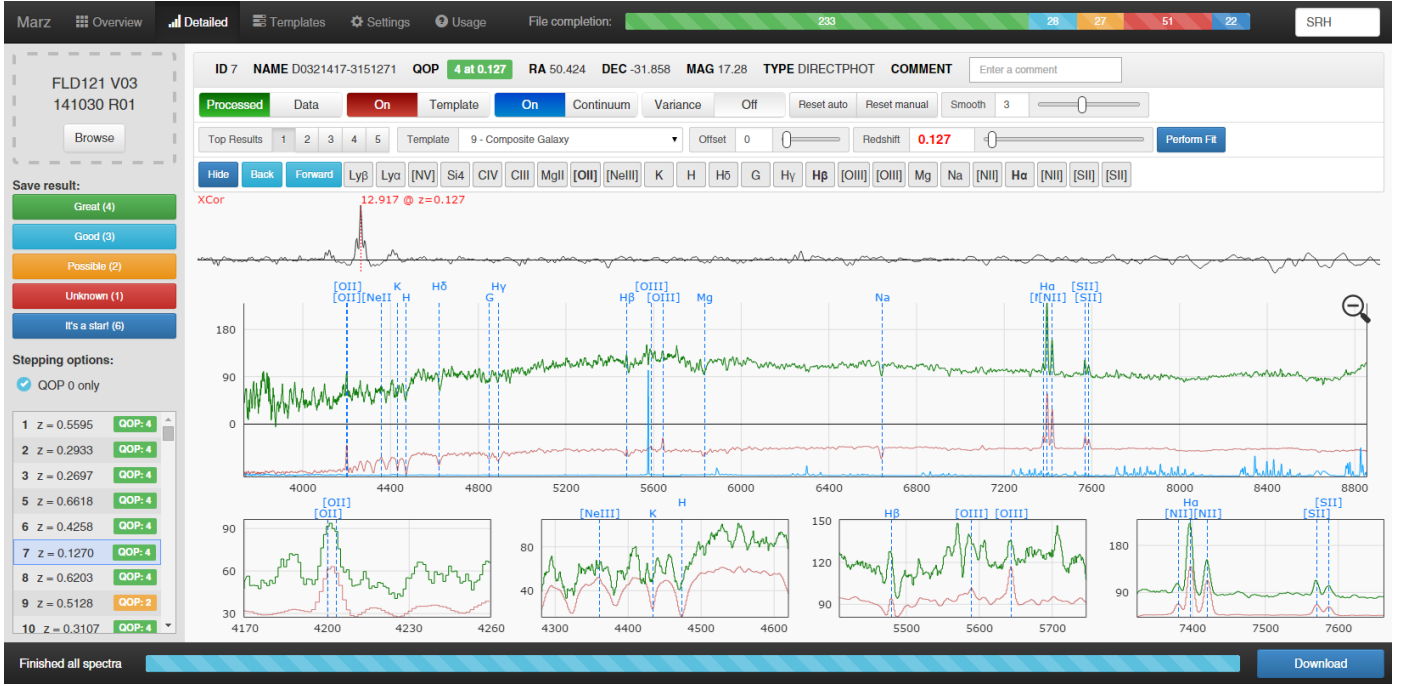 Marz Overview Detailed Templates Settings Usage File completion: 233 28 27 51 22 SRH
FLD121 V03
141030 R01
Browse
Save result:
Great (4)
Good (3)
Possible (2)
Unknown (1)
It's a star! (6)
Stepping options:
QOP 0 only
1 z = 0.5595 QOP: 4
2 z = 0.2933 QOP: 4
3 z = 0.2697 QOP: 4
5 z = 0.6618 QOP: 4
6 z = 0.4258 QOP: 4
7 z = 0.1270 QOP: 4
8 z = 0.6203 QOP: 4
9 z = 0.5128 QOP: 2
10 z = 0.3107 QOP: 4
ID 7 NAME D0321417-3151271 QOP 4 at 0.127 RA 50.424 DEC -31.858 MAG 17.28 TYPE DIRECTPHOT COMMENT Enter a comment
Processed Data On Template On Continuum Variance Off Reset auto Reset manual Smooth 3
Top Results 1 2 3 4 5 Template 9 - Composite Galaxy Offset 0 Redshift 0.127 Perform Fit
Hide Back Forward Lyβ Lyα [NV] Si4 CIV CIII MgII [OII] [NeIII] K H Hδ G Hγ Hβ [OIII] [OIII] Mg Na [NII] Hα [NII] [SII] [SII]
XCor 12.917 @ z=0.127
[OII] K Hδ Hγ [OIII] Hα [SII]
[OII][NeII H G Hβ [OIII] Mg Na [N[NII] [SII]
180
90
0
4000 4400 4800 5200 5600 6000 6400 6800 7200 7600 8000 8400 8800
[OII] H Hα [SII]
[OII] [NeIII] K Hβ [OIII] [OIII] [NII][NII] [SII]
90 60 30
4170 4200 4230 4260
80 40
4300 4400 4500 4600
150 120 90
5500 5600 5700
180 90
7400 7500 7600
Finished all spectra Download